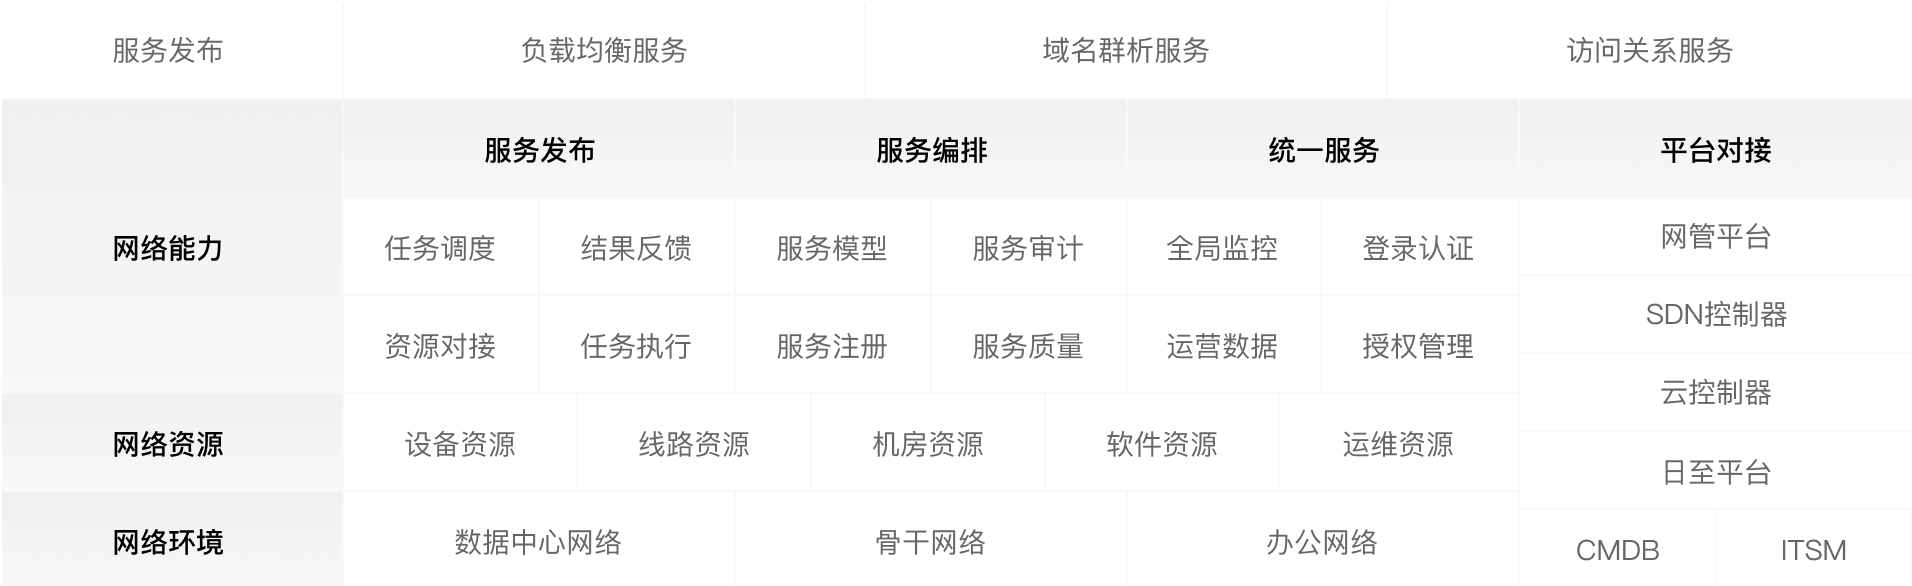 服务发布 负载均衡服务 域名群析服务 访问关系服务
服务发布 服务编排 统一服务 平台对接
网络能力 任务调度 结果反馈 服务模型 服务审计 全局监控 登录认证 网管平台
SDN控制器
资源对接 任务执行 服务注册 服务质量 运营数据 授权管理
云控制器
网络资源 设备资源 线路资源 机房资源 软件资源 运维资源
日至平台
网络环境 数据中心网络 骨干网络 办公网络 CMDB ITSM